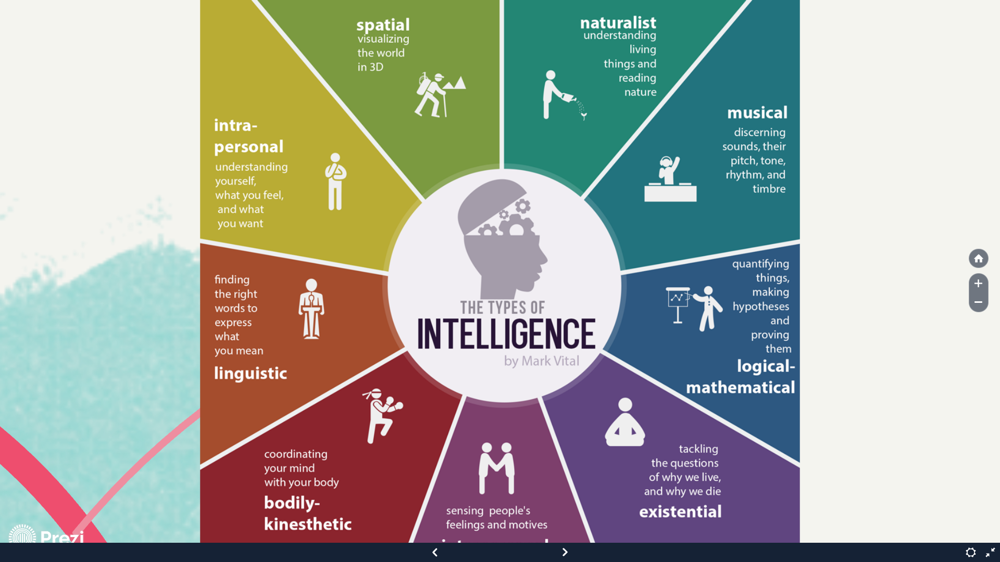 spatial
visualizing
the world
in 3D
naturalist
understanding
living
things and
reading
nature
musical
discerning
sounds, their
pitch, tone,
rhythm, and
timbre
intra-
personal
understanding
yourself,
what you feel,
and what
you want
THE TYPES OF
INTELLIGENCE
by Mark Vital
finding
the right
words to
express
what
you mean
linguistic
quantifying
things,
making
hypotheses
and
proving
them
logical-
mathematical
coordinating
your mind
with your body
bodily-
kinesthetic
sensing people's
feelings and motives
tackling
the questions
of why we live,
and why we die
existential
Prezi